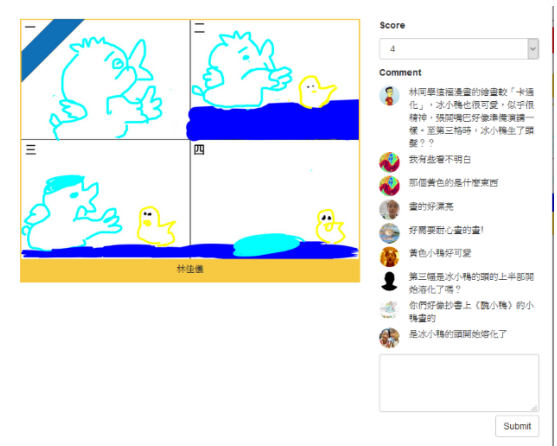 一
二
三
四
林佳儀
Score
4
Comment
林同學這福漫畫的繪畫較「卡通
化」，冰小鴨也很可愛，似乎很
精神，張開嘴巴好像準備演講一
樣。至第三格時，冰小鴨生了頭
髮？？
我有些看不明白
那個黃色的是什麼東西
畫的好漂亮
好需要耐心畫的畫!
黃色小鴨好可愛
第三幅是冰小鴨的頭的上半部開
始溶化了嗎？
你們好像抄書上《醜小鴨》的小
鴨畫的
是冰小鴨的頭開始溶化了
Submit